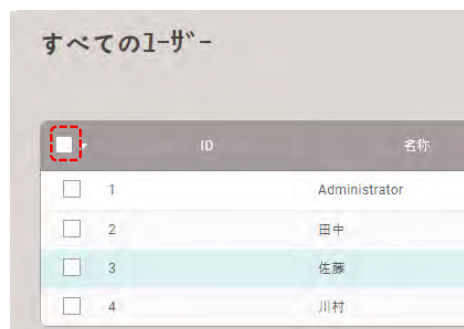 すべてのユーザー
ID 名称
1 Administrator
2 田中
3 佐藤
4 川村